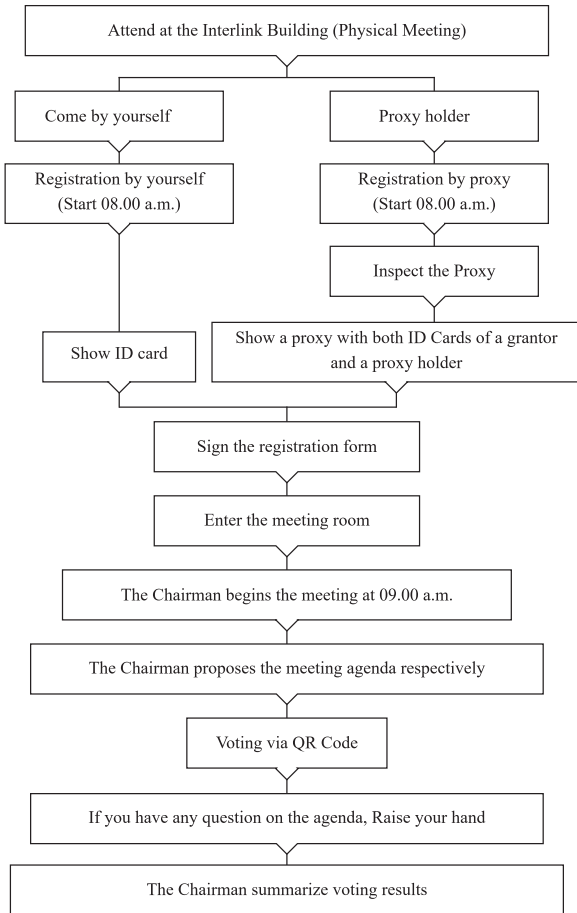 Attend at the Interlink Building (Physical Meeting)
Come by yourself
Proxy holder
Registration by yourself
(Start 08.00 a.m.)
Registration by proxy
(Start 08.00 a.m.)
Inspect the Proxy
Show ID card
Show a proxy with both ID Cards of a grantor
and a proxy holder
Sign the registration form
Enter the meeting room
The Chairman begins the meeting at 09.00 a.m.
The Chairman proposes the meeting agenda respectively
Voting via QR Code
If you have any question on the agenda, Raise your hand
The Chairman summarize voting results